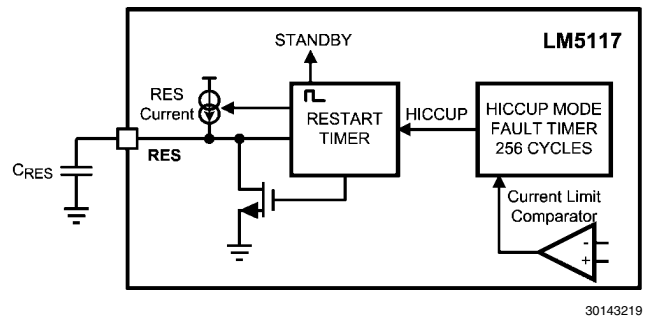 LM5117
STANDBY
RES
Current
RESTART
TIMER
HICCUP
HICCUP MODE
FAULT TIMER
256 CYCLES
RES
CRES
Current Limit
Comparator
-
+
30143219